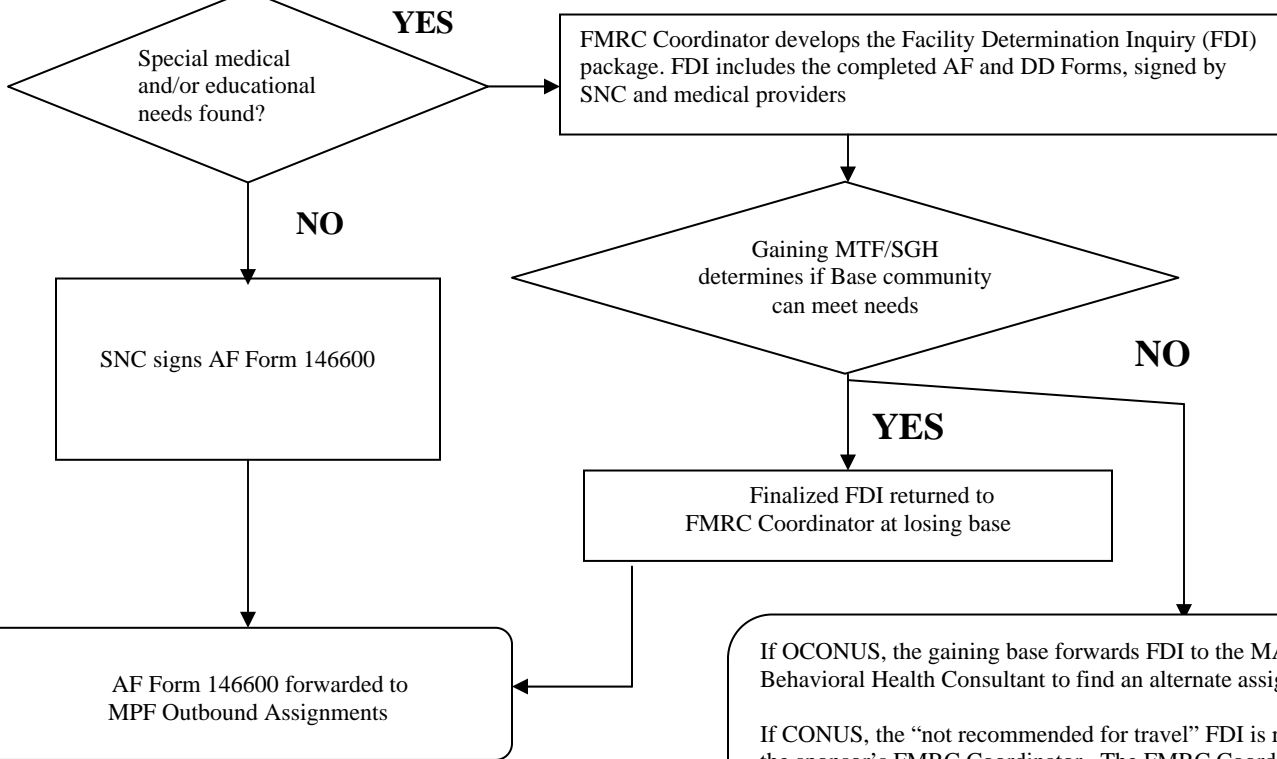 YES
Special medical
and/or educational
needs found?
FMRC Coordinator develops the Facility Determination Inquiry (FDI)
package. FDI includes the completed AF and DD Forms, signed by
SNC and medical providers
NO
Gaining MTF/SGH
determines if Base community
can meet needs
SNC signs AF Form 146600
NO
YES
Finalized FDI returned to
FMRC Coordinator at losing base
AF Form 146600 forwarded to
MPF Outbound Assignments
If OCONUS, the gaining base forwards FDI to the
Behavioral Health Consultant to find an alternate
If CONUS, the “not recommended for travel” FDI is
the sponsor’s FMRC Coordinator. The FMRC